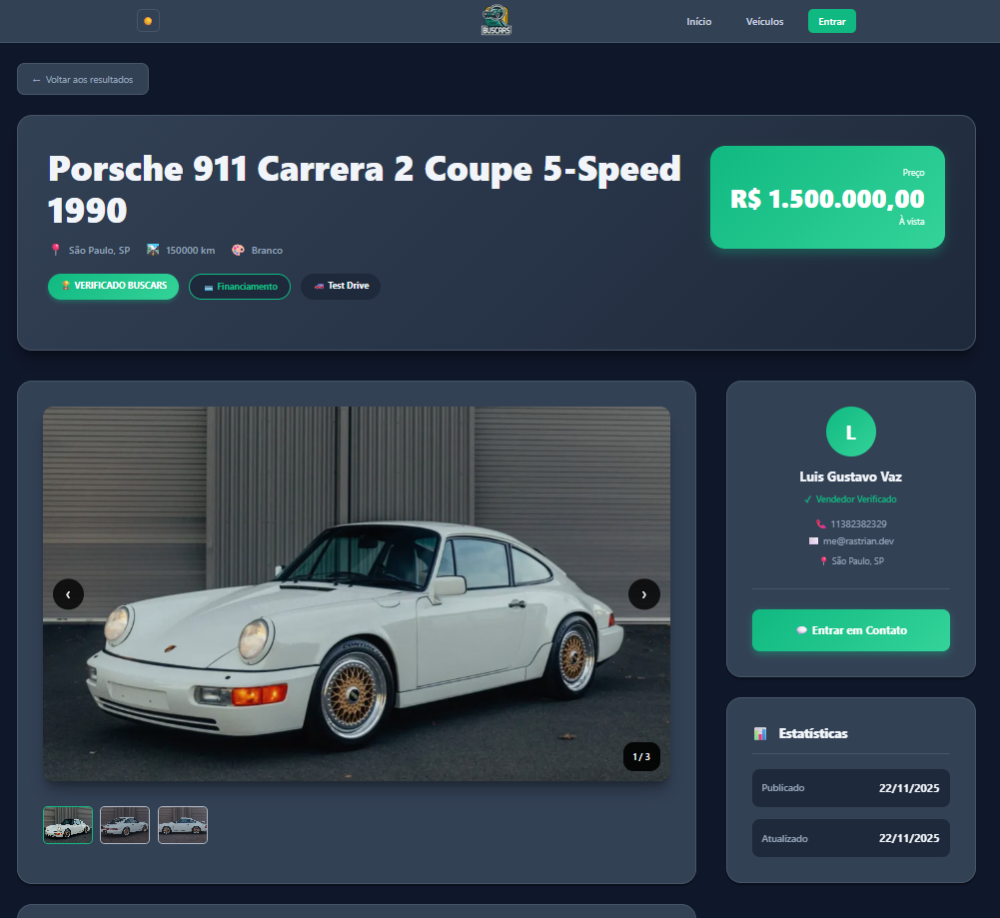 BUSCARS
Início
Veículos
Entrar
← Voltar aos resultados
Porsche 911 Carrera 2 Coupe 5-Speed
1990
São Paulo, SP
150000 km
Branco
VERIFICADO BUSCARS
Financiamento
Test Drive
Preço
R$ 1.500.000,00
À vista
‹
›
1 / 3
L
Luis Gustavo Vaz
✓ Vendedor Verificado
11382382329
me@rastrian.dev
São Paulo, SP
Entrar em Contato
Estatísticas
Publicado
22/11/2025
Atualizado
22/11/2025